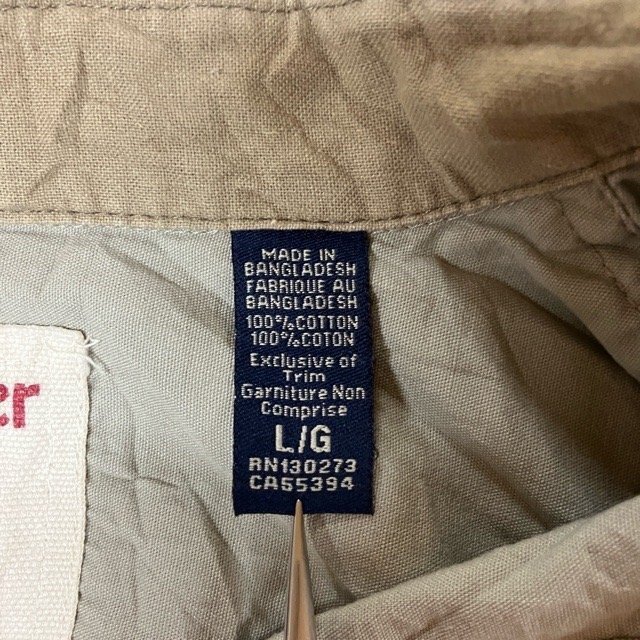 MADE IN
BANGLADESH
FABRIQUE AU
BANGLADESH
100%COTTON
100%COTON
Exclusive of
Trim
Garniture Non
Comprise
L/G
RN130273
CA55394
er